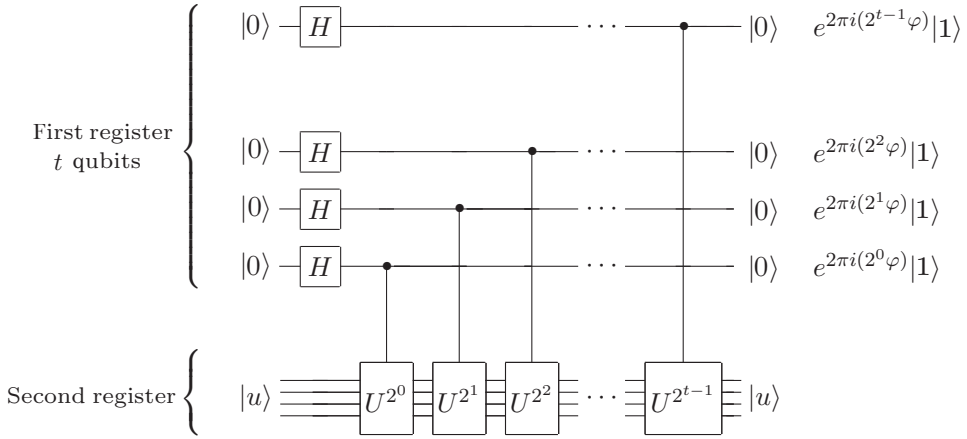 |0⟩ H ··· |0⟩ e^{2πi(2^{t−1}φ)}|1⟩
First register
t qubits
|0⟩ H ··· |0⟩ e^{2πi(2^2φ)}|1⟩
|0⟩ H ··· |0⟩ e^{2πi(2^1φ)}|1⟩
|0⟩ H ··· |0⟩ e^{2πi(2^0φ)}|1⟩
Second register
|u⟩ U^{2^0} U^{2^1} U^{2^2} ··· U^{2^{t−1}} |u⟩